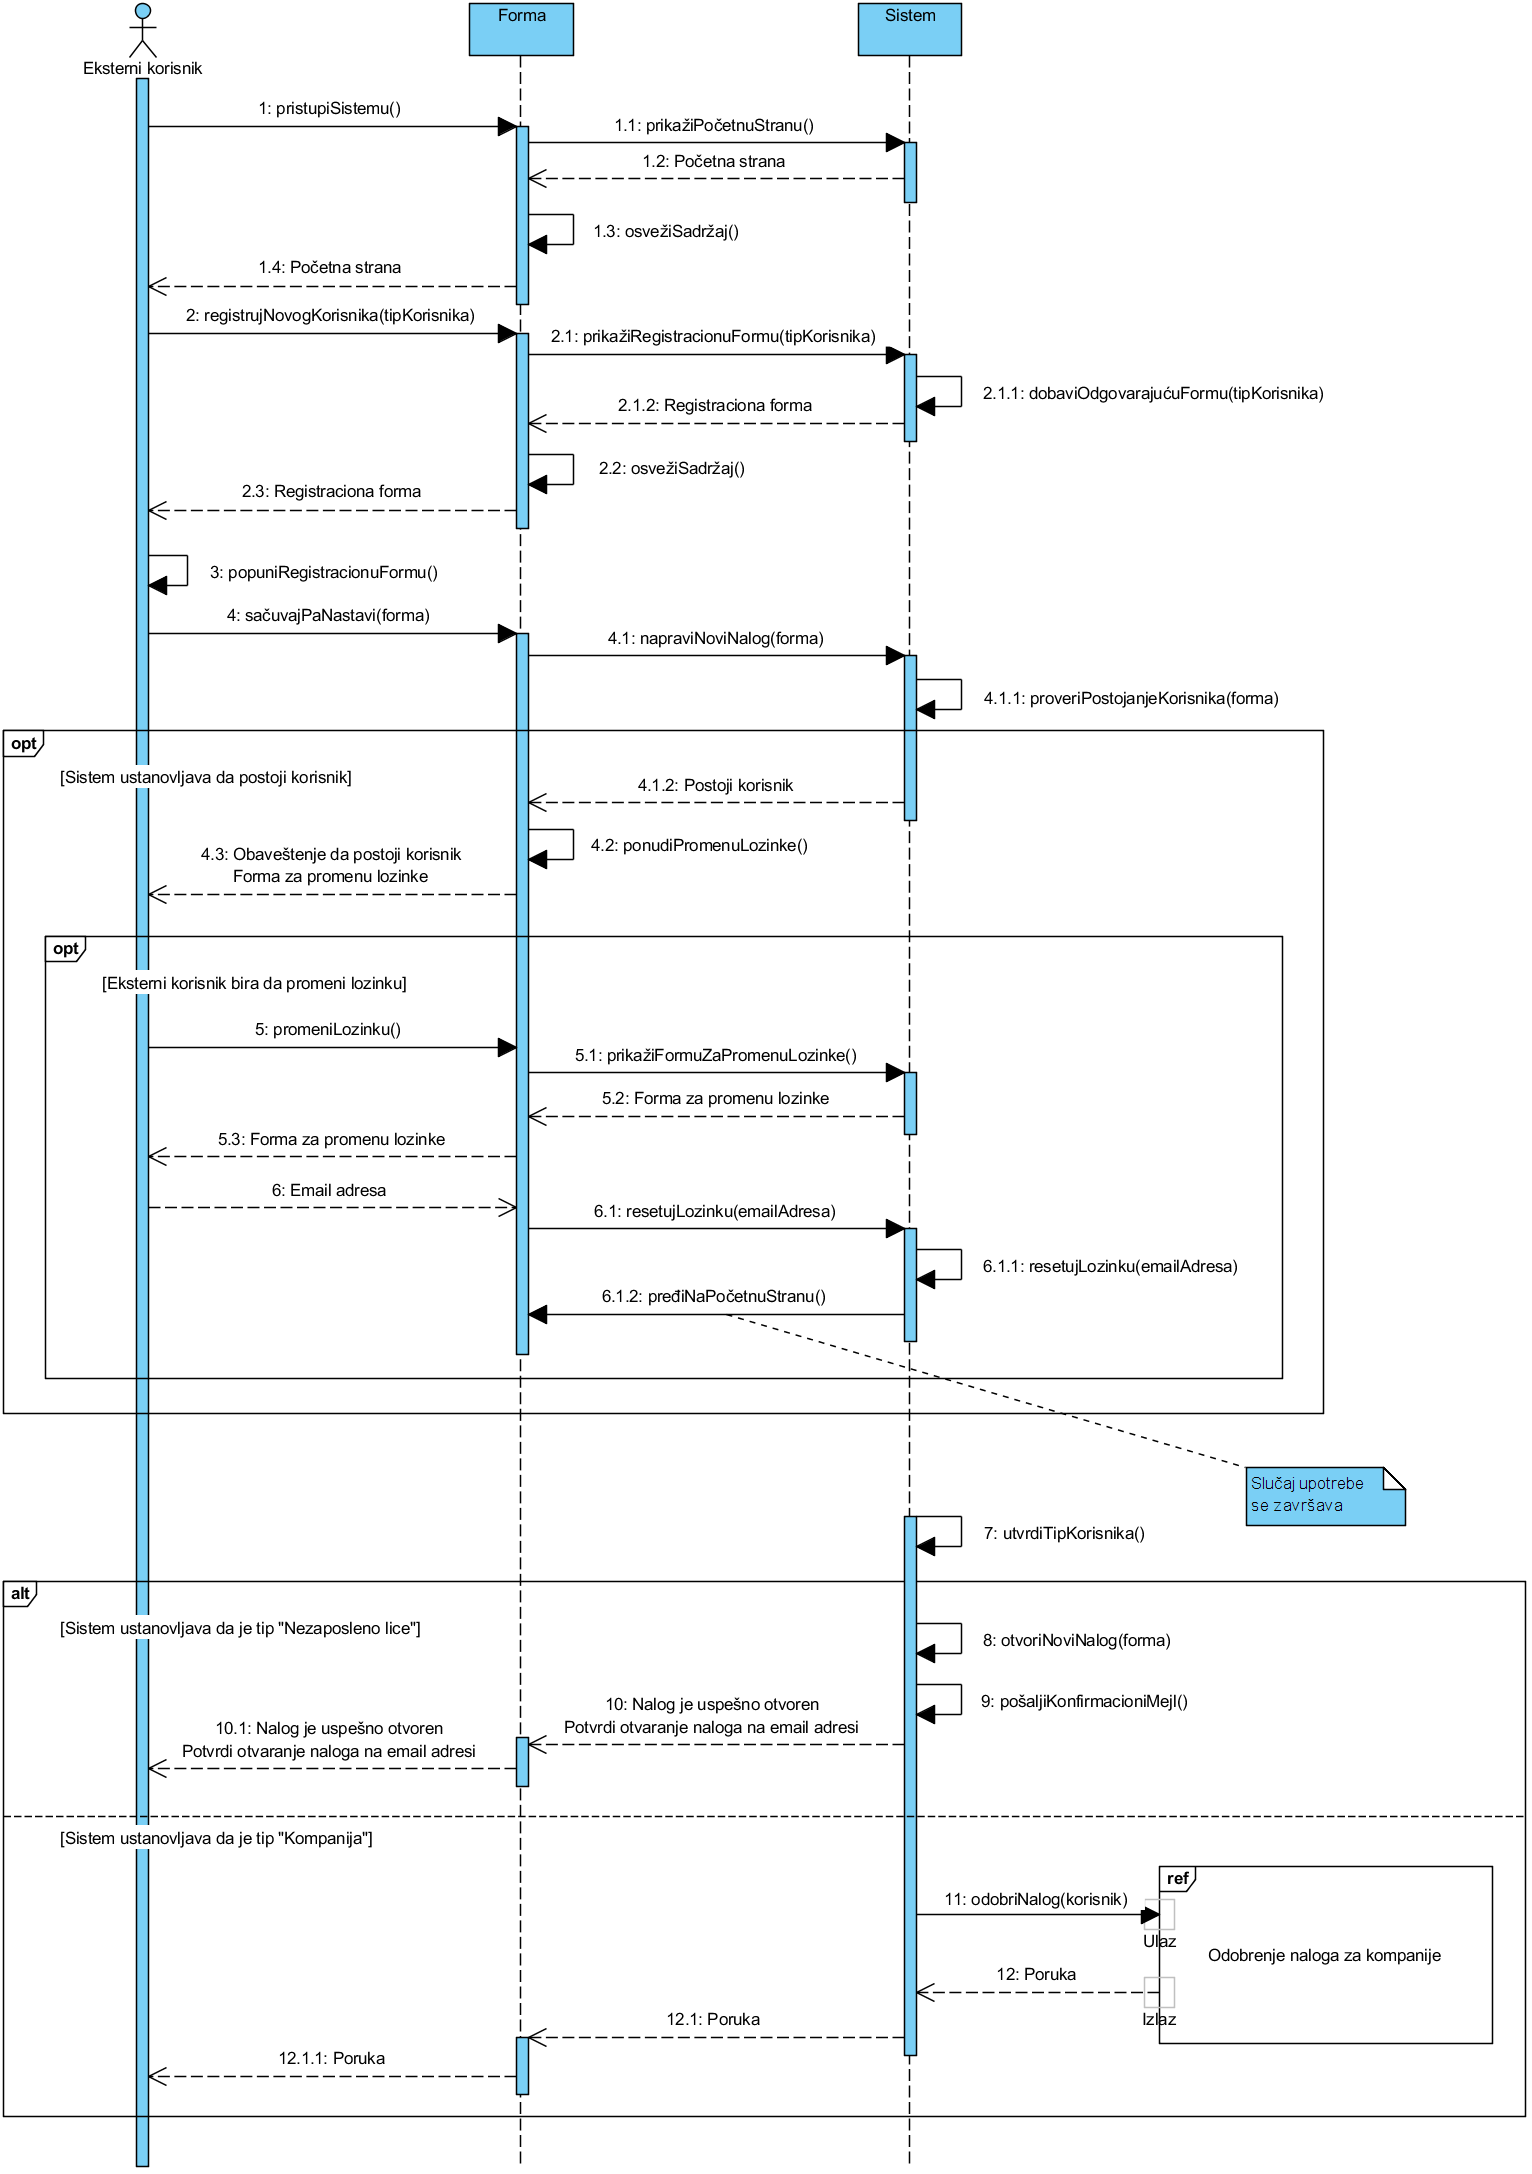 Forma
Sistem
Eksterni korisnik
1: pristupiSistemu()
1.1: prikažiPočetnuStranu()
1.2: Početna strana
1.3: osvežiSadržaj()
1.4: Početna strana
2: registrujNovogKorisnika(tipKorisnika)
2.1: prikažiRegistracionuFormu(tipKorisnika)
2.1.1: dobaviOdgovarajućuFormu(tipKorisnika)
2.1.2: Registraciona forma
2.2: osvežiSadržaj()
2.3: Registraciona forma
3: popuniRegistracionuFormu()
4: sačuvajPaNastavi(forma)
4.1: napraviNoviNalog(forma)
4.1.1: proveriPostojanjeKorisnika(forma)
opt
[Sistem ustanovljava da postoji korisnik]
4.1.2: Postoji korisnik
4.2: ponudiPromenuLozinke()
4.3: Obaveštenje da postoji korisnik
Forma za promenu lozinke
opt
[Eksterni korisnik bira da promeni lozinku]
5: promeniLozinku()
5.1: prikažiFormuZaPromenuLozinke()
5.2: Forma za promenu lozinke
5.3: Forma za promenu lozinke
6: Email adresa
6.1: resetujLozinku(emailAdresa)
6.1.1: resetujLozinku(emailAdresa)
6.1.2: pređiNaPočetnuStranu()
Slučaj upotrebe
se završava
7: utvrdiTipKorisnika()
alt
[Sistem ustanovljava da je tip "Nezaposleno lice"]
8: otvoriNoviNalog(forma)
9: pošaljiKonfirmacioniMejl()
10: Nalog je uspešno otvoren
Potvrdi otvaranje naloga na email adresi
10.1: Nalog je uspešno otvoren
Potvrdi otvaranje naloga na email adresi
[Sistem ustanovljava da je tip "Kompanija"]
ref
11: odobriNalog(korisnik)
Ulaz
Odobrenje naloga za kompanije
12: Poruka
Izlaz
12.1: Poruka
12.1.1: Poruka